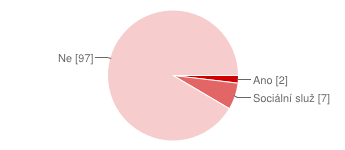 Ne [97]
Ano [2]
Sociální služ [7]